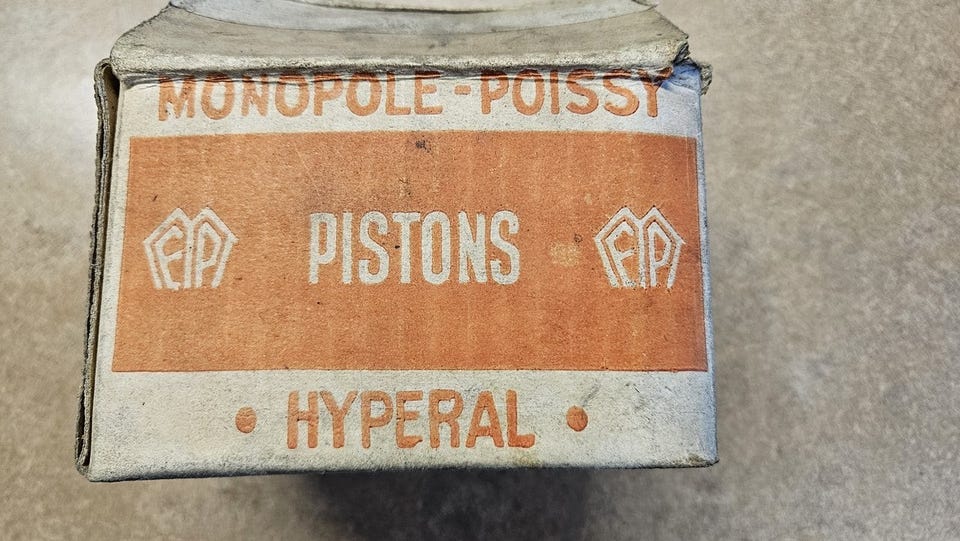 MONOPOLE-POISSY
PISTONS
• HYPERAL •